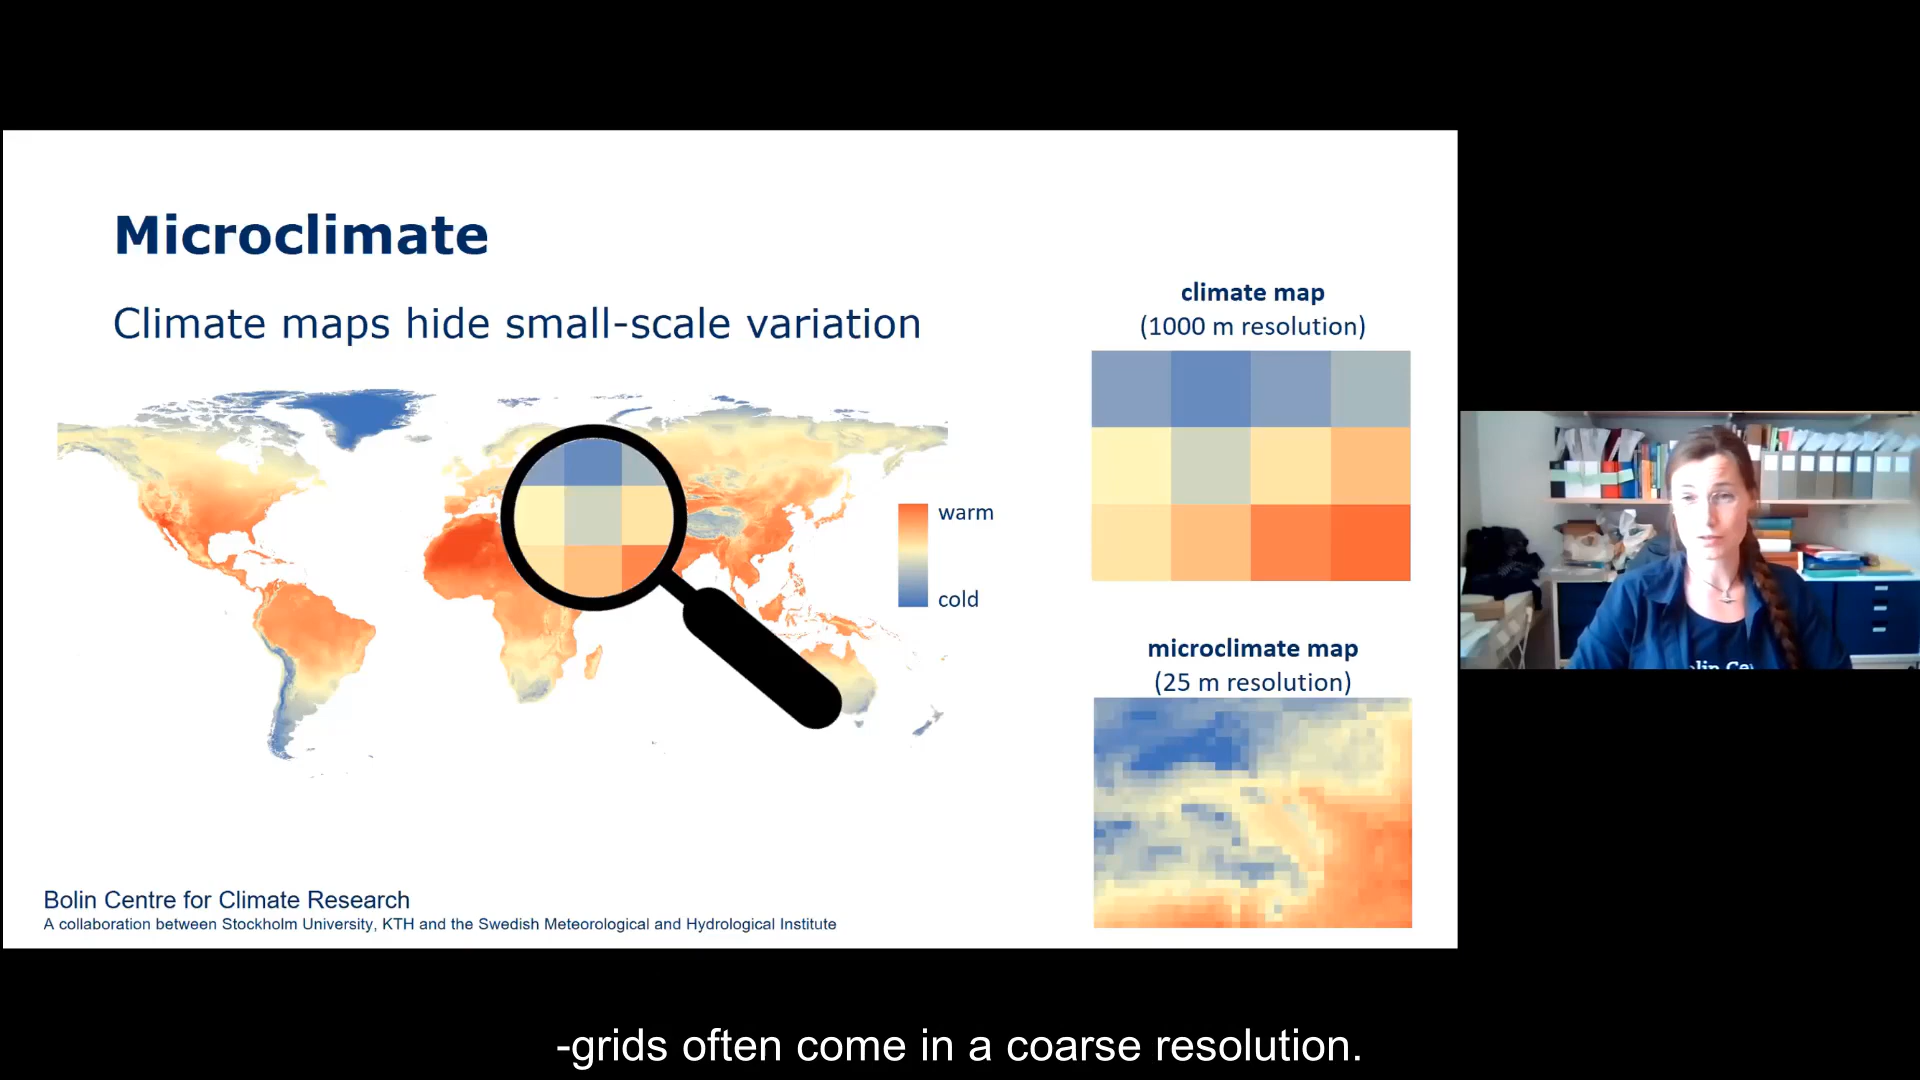 Microclimate
Climate maps hide small-scale variation
climate map
(1000 m resolution)
warm
cold
microclimate map
(25 m resolution)
Bolin Centre for Climate Research
A collaboration between Stockholm University, KTH and the Swedish Meteorological and Hydrological Institute
-grids often come in a coarse resolution.